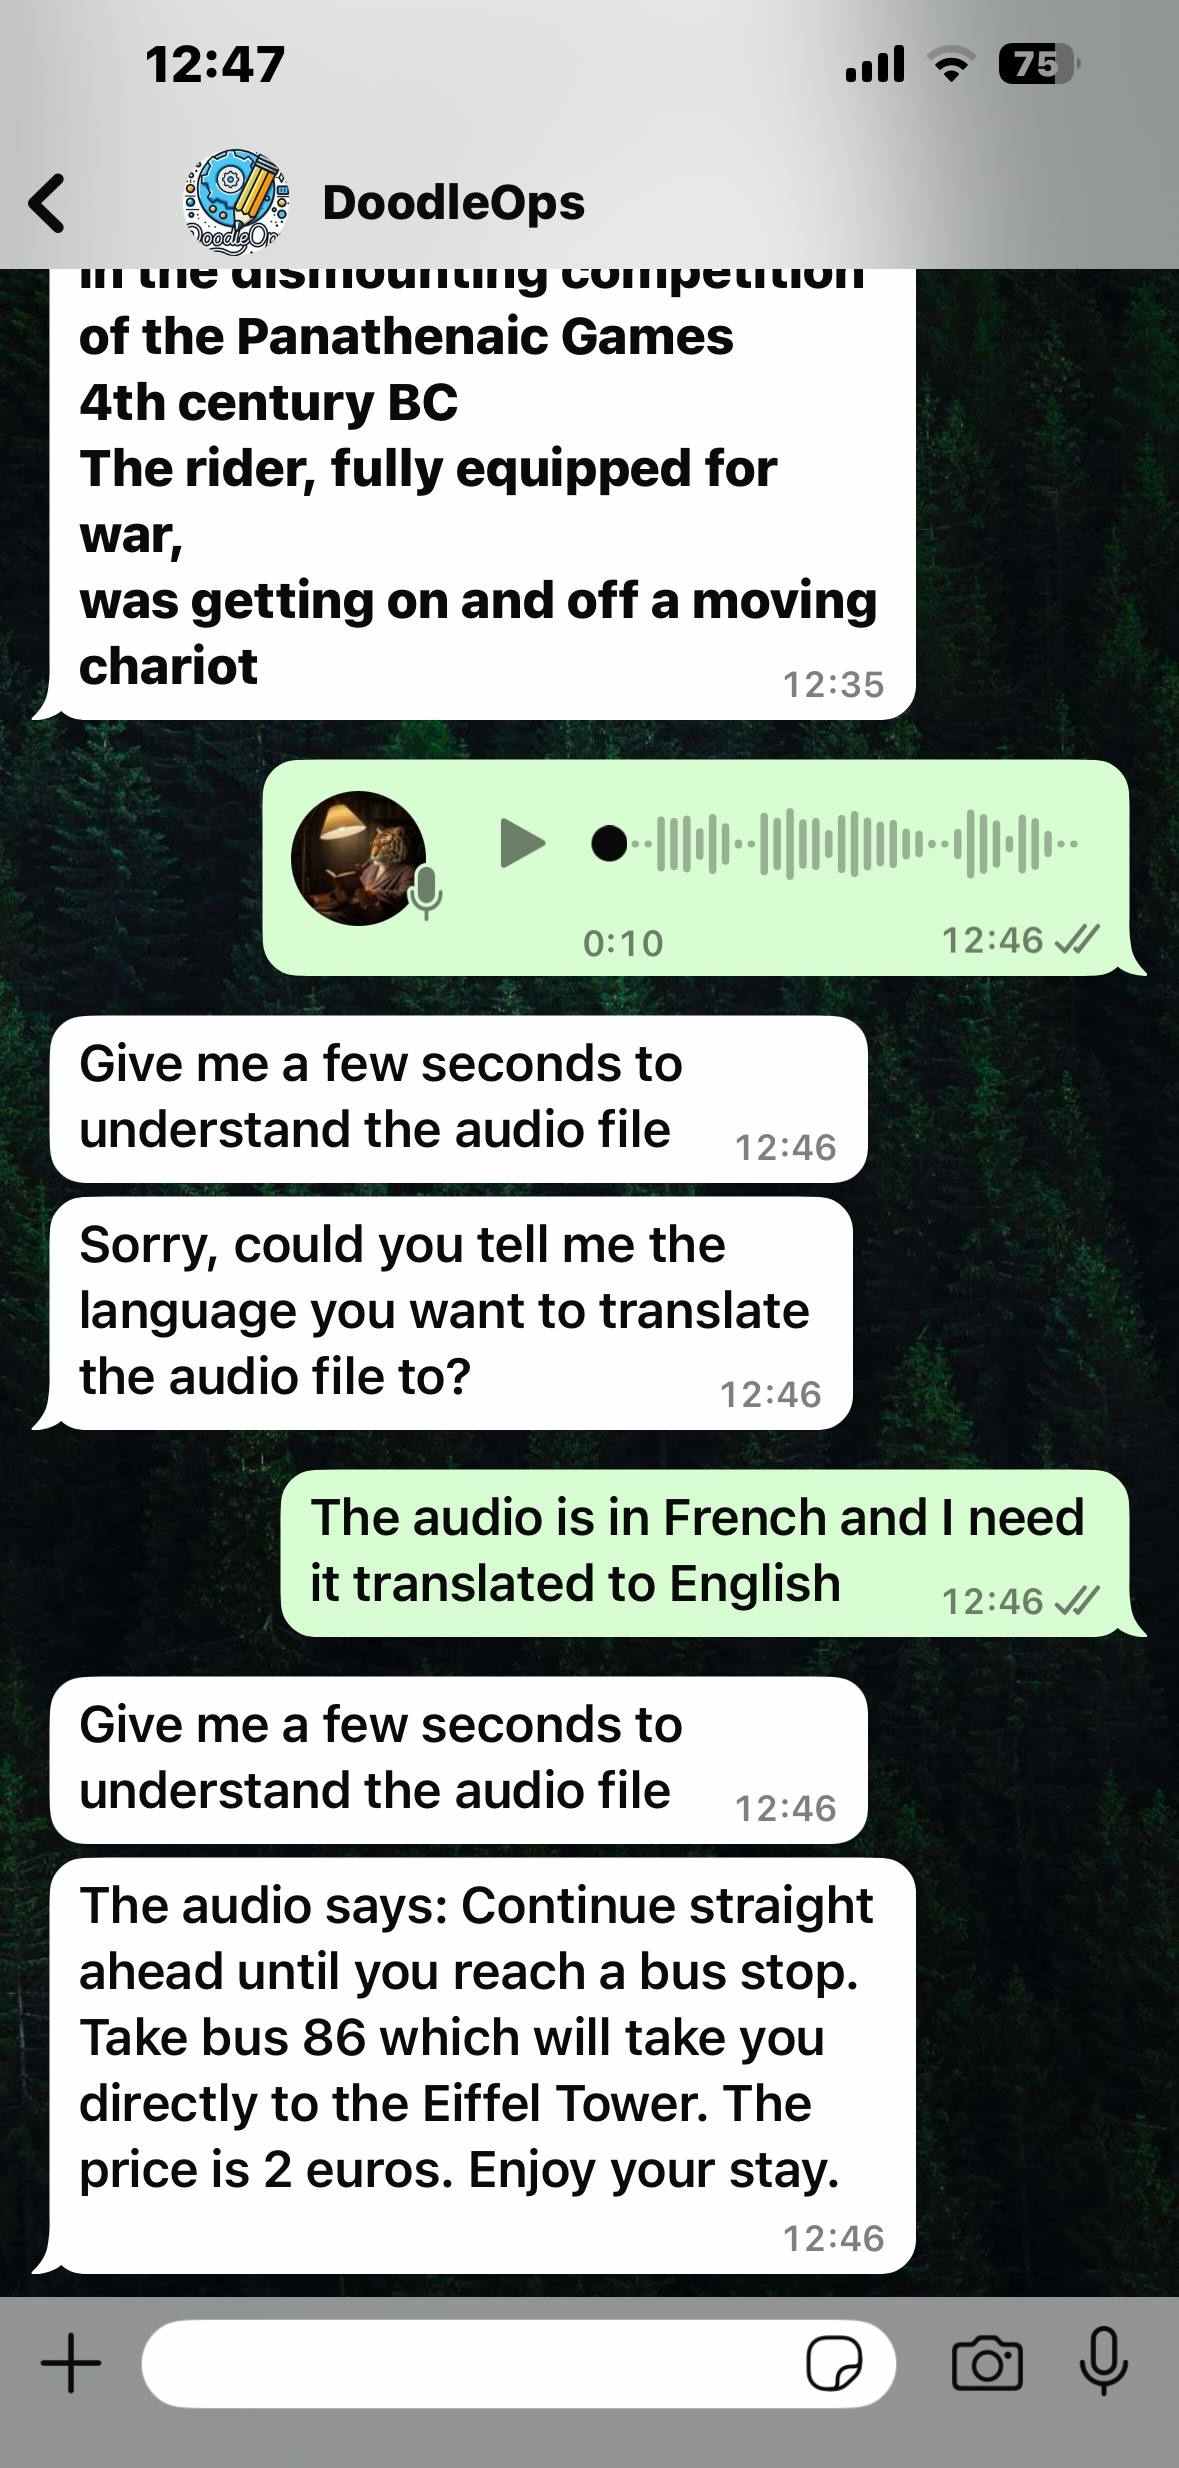 12:47
75
DoodleOps
DoodleOp
in the dismounting competition
of the Panathenaic Games
4th century BC
The rider, fully equipped for
war,
was getting on and off a moving
chariot
12:35
0:10
12:46
Give me a few seconds to
understand the audio file
12:46
Sorry, could you tell me the
language you want to translate
the audio file to?
12:46
The audio is in French and I need
it translated to English
12:46
Give me a few seconds to
understand the audio file
12:46
The audio says: Continue straight
ahead until you reach a bus stop.
Take bus 86 which will take you
directly to the Eiffel Tower. The
price is 2 euros. Enjoy your stay.
12:46